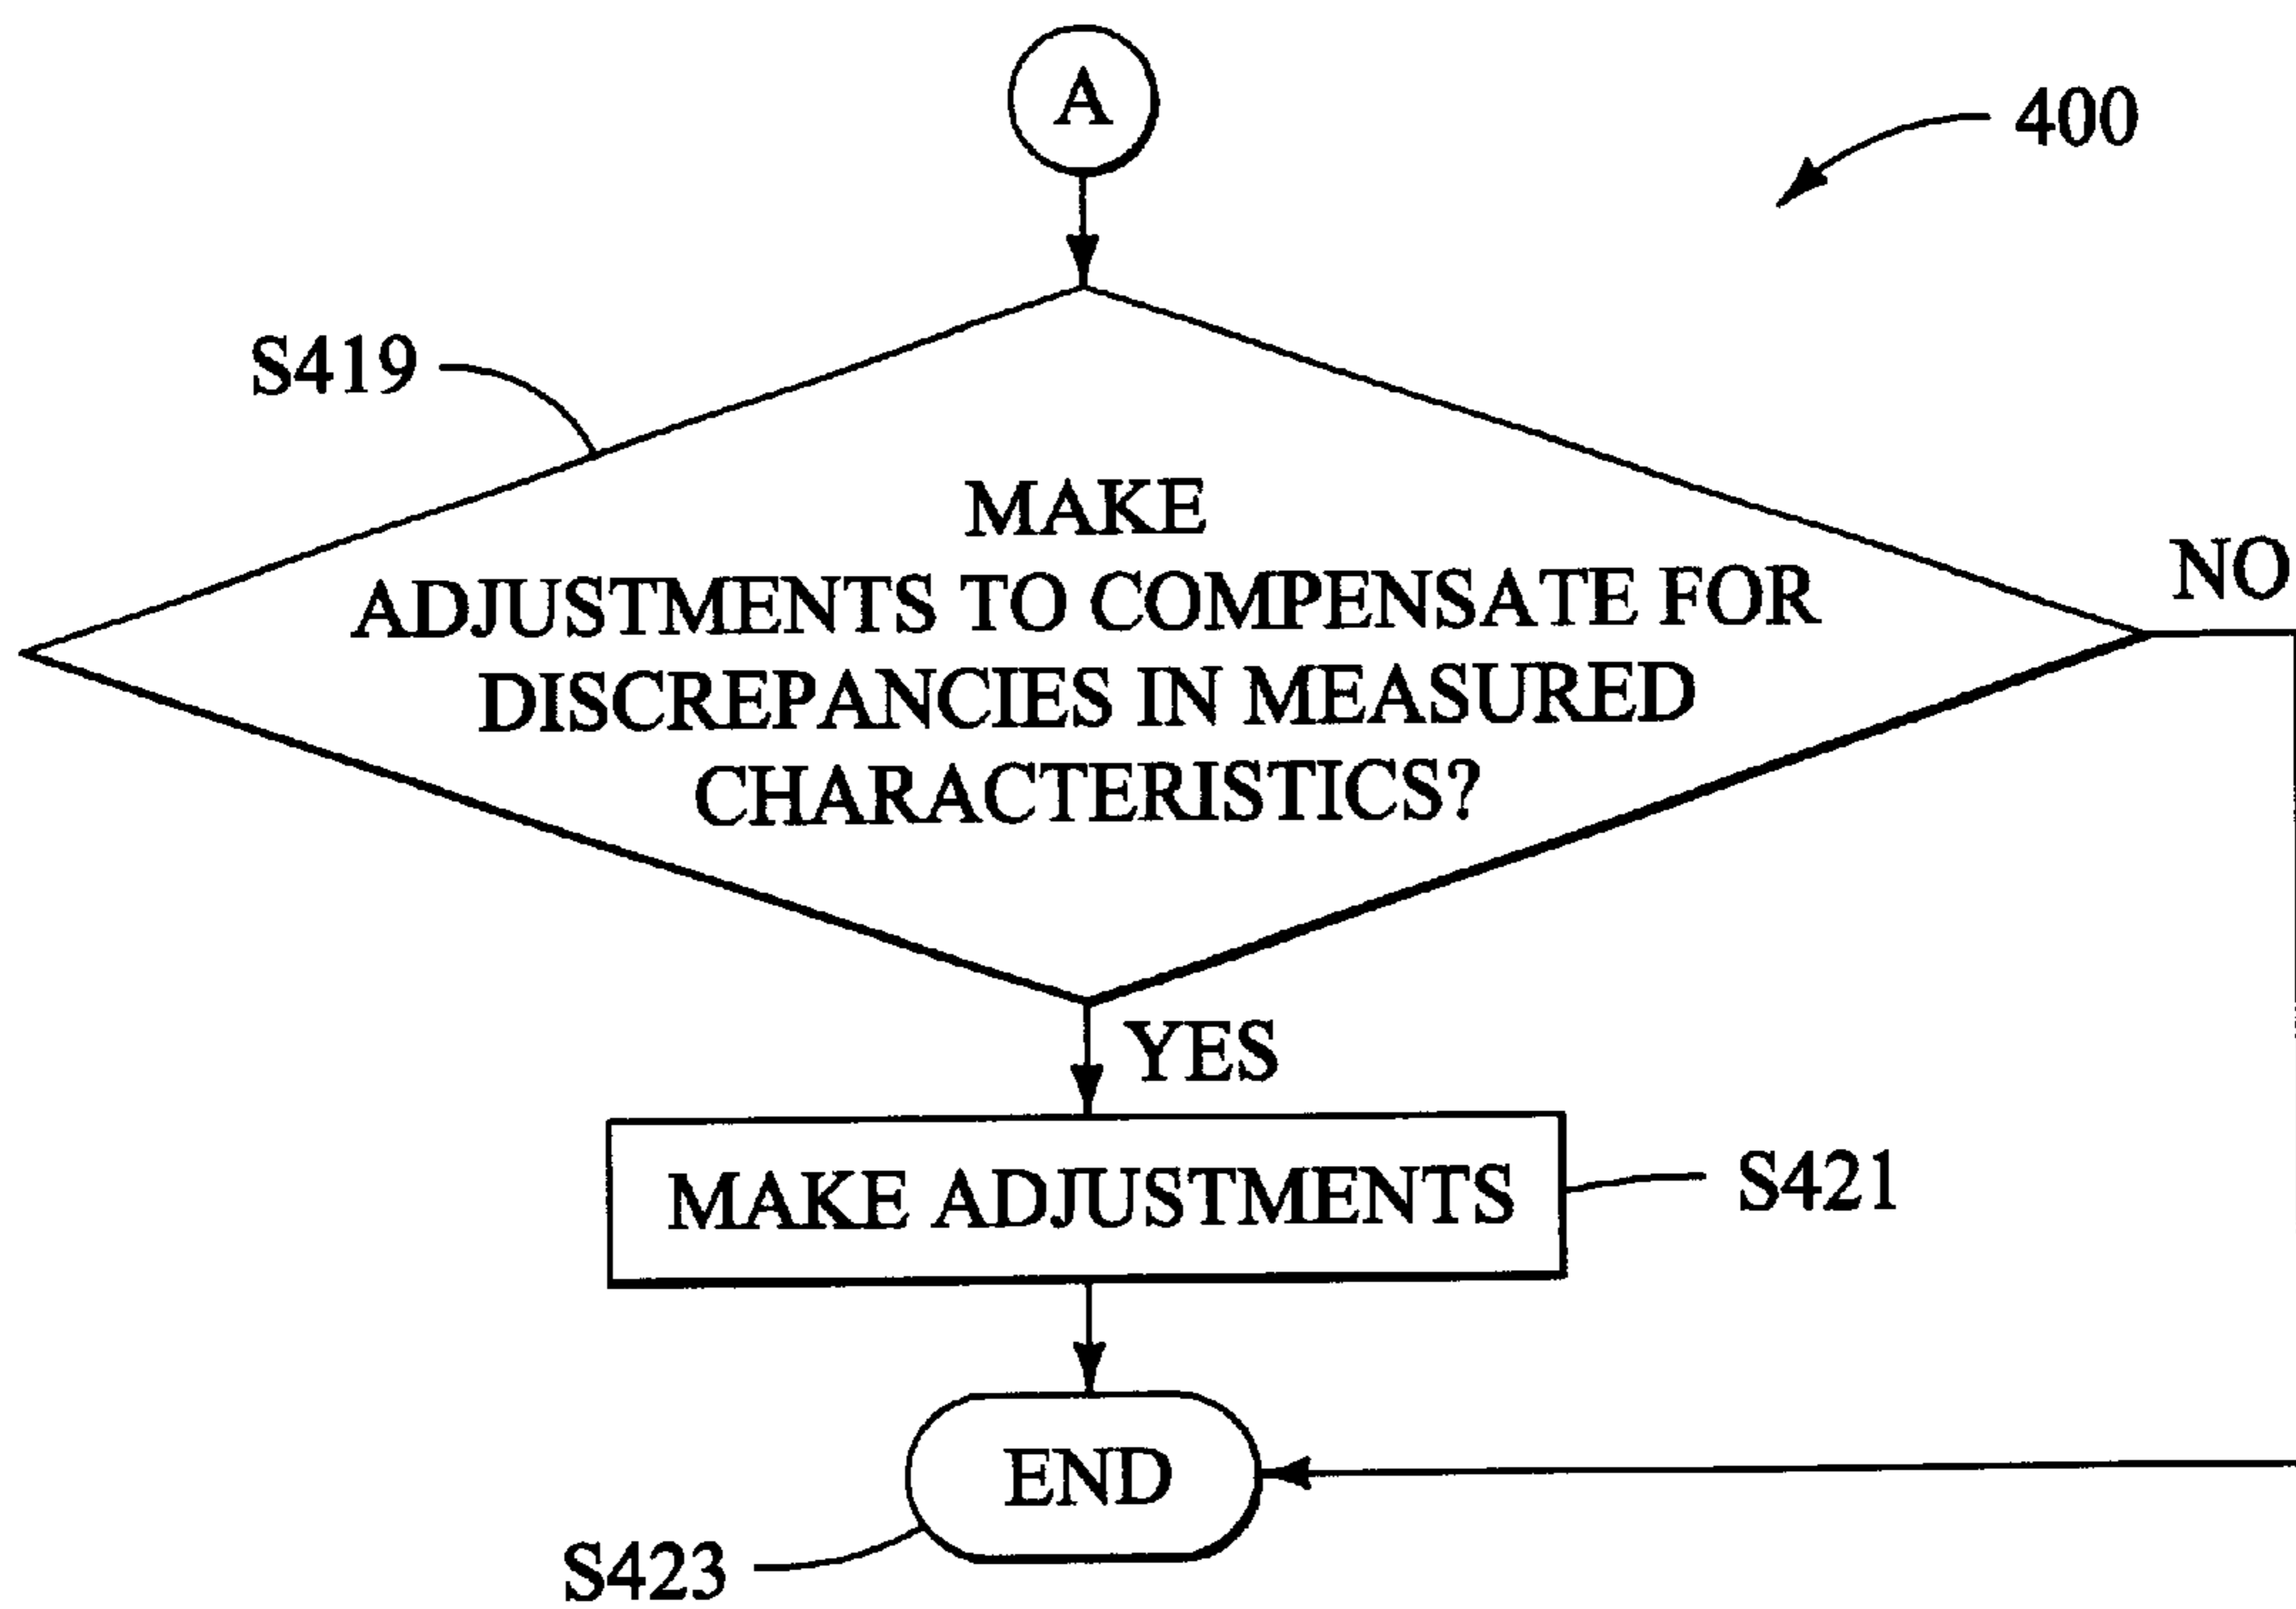 A
400
S419
MAKE
ADJUSTMENTS TO COMPENSATE FOR
DISCREPANCIES IN MEASURED
CHARACTERISTICS?
NO
YES
MAKE ADJUSTMENTS
S421
END
S423